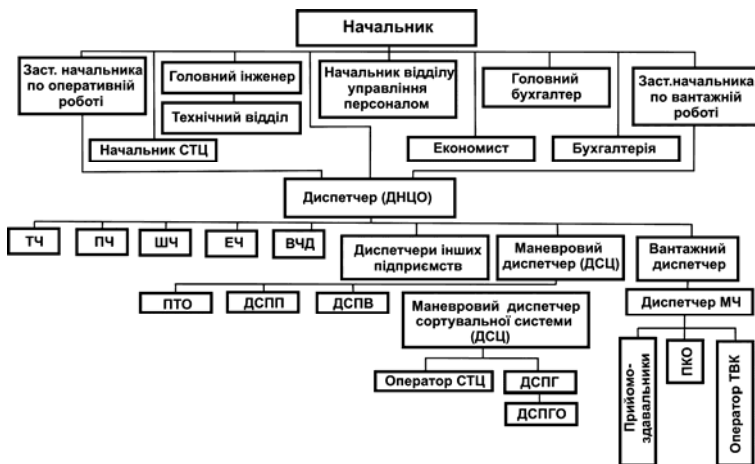 Начальник
Заст. начальника
по оперативній
роботі
Головний інженер
Технічний відділ
Начальник СТЦ
Начальник відділу
управління
персоналом
Головний
бухгалтер
Економист
Бухгалтерія
Заст.начальника
по вантажній
роботі
Диспетчер (ДНЦО)
ТЧ
ПЧ
ШЧ
ЕЧ
ВЧД
Диспетчери інших
підприємств
Маневровий
диспетчер (ДСЦ)
Вантажний
диспетчер
ПТО
ДСПП
ДСПВ
Маневровий диспетчер
сортувальної системи
(ДСЦ)
Диспетчер МЧ
Оператор СТЦ
ДСПГ
ДСПГО
Прийомо-
здавальники
ПКО
Оператор ТВК